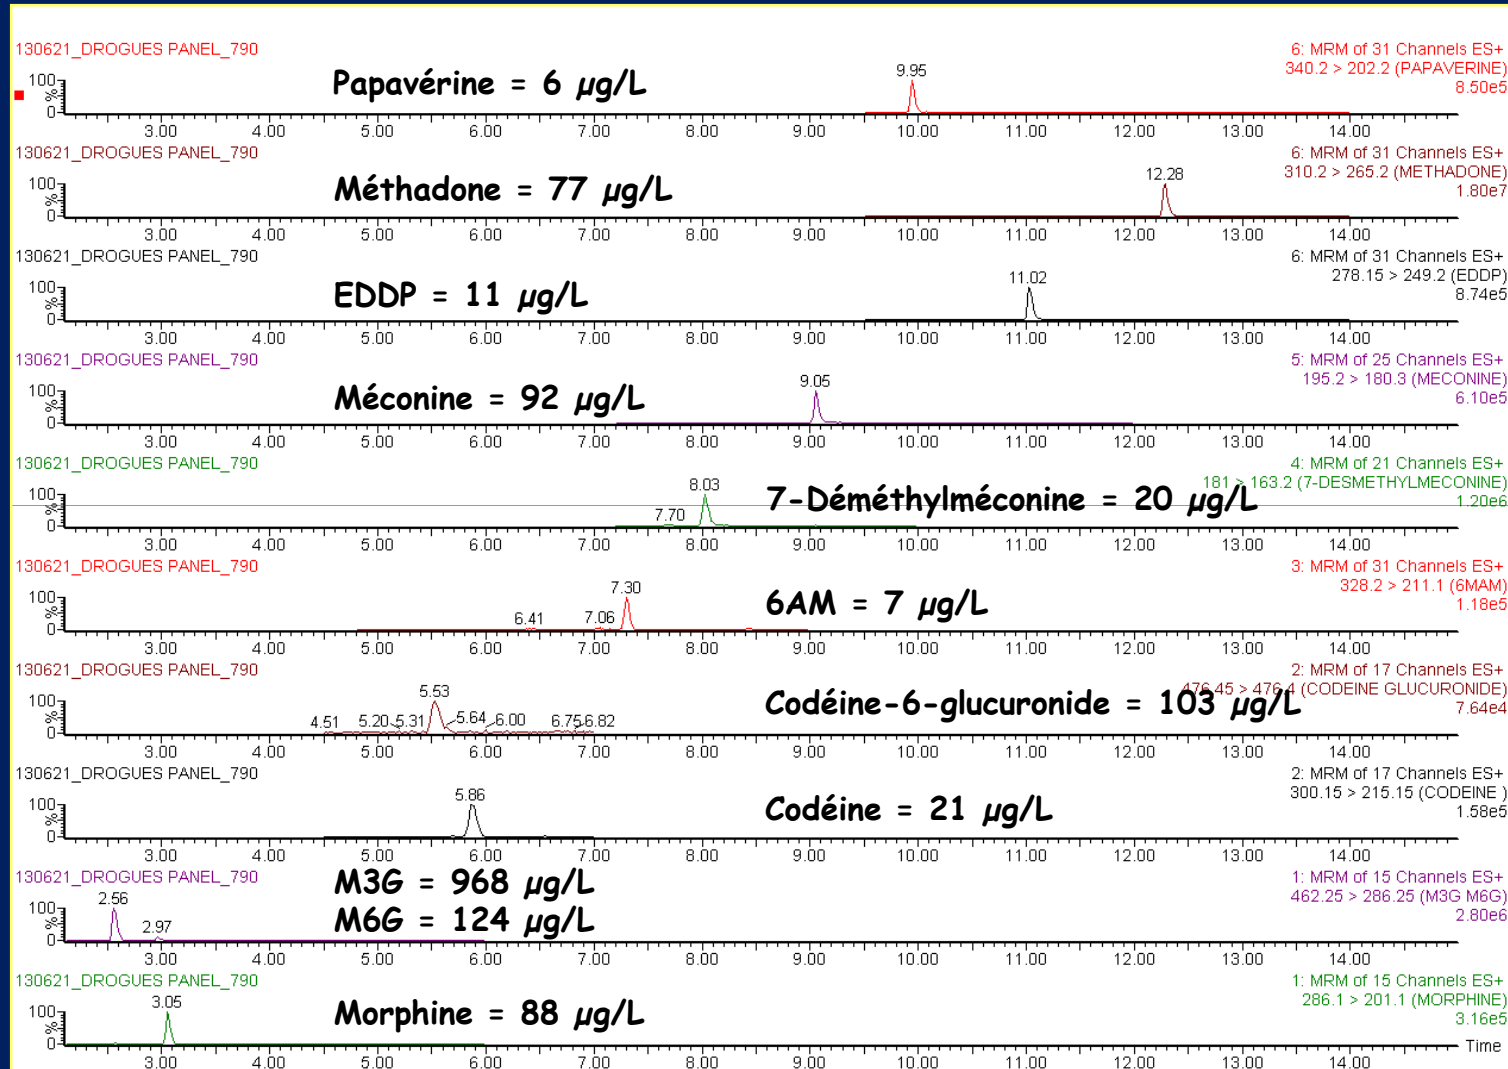 130621_DROGUES PANEL_790
6: MRM of 31 Channels ES+
340.2 > 202.2 (PAPAVERINE)
8.50e5
Papavérine = 6 µg/L
9.95
100
%
0
3.00 4.00 5.00 6.00 7.00 8.00 9.00 10.00 11.00 12.00 13.00 14.00
130621_DROGUES PANEL_790
6: MRM of 31 Channels ES+
310.2 > 265.2 (METHADONE)
1.80e7
Méthadone = 77 µg/L
12.28
100
%
0
3.00 4.00 5.00 6.00 7.00 8.00 9.00 10.00 11.00 12.00 13.00 14.00
130621_DROGUES PANEL_790
6: MRM of 31 Channels ES+
278.15 > 249.2 (EDDP)
8.74e5
EDDP = 11 µg/L
11.02
100
%
0
3.00 4.00 5.00 6.00 7.00 8.00 9.00 10.00 11.00 12.00 13.00 14.00
130621_DROGUES PANEL_790
5: MRM of 25 Channels ES+
195.2 > 180.3 (MECONINE)
6.10e5
Méconine = 92 µg/L
9.05
100
%
0
3.00 4.00 5.00 6.00 7.00 8.00 9.00 10.00 11.00 12.00 13.00 14.00
130621_DROGUES PANEL_790
4: MRM of 21 Channels ES+
181 > 163.2 (7-DESMETHYLMECONINE)
1.20e6
7-Déméthylméconine = 20 µg/L
8.03
7.70
100
%
0
3.00 4.00 5.00 6.00 7.00 8.00 9.00 10.00 11.00 12.00 13.00 14.00
130621_DROGUES PANEL_790
3: MRM of 31 Channels ES+
328.2 > 211.1 (6MAM)
1.18e5
6AM = 7 µg/L
7.30
6.41 7.06
100
%
0
3.00 4.00 5.00 6.00 7.00 8.00 9.00 10.00 11.00 12.00 13.00 14.00
130621_DROGUES PANEL_790
2: MRM of 17 Channels ES+
476.45 > 476.4 (CODEINE GLUCURONIDE)
7.64e4
Codéine-6-glucuronide = 103 µg/L
5.53
4.51 5.20 5.31 5.64 6.00 6.75 6.82
100
%
0
3.00 4.00 5.00 6.00 7.00 8.00 9.00 10.00 11.00 12.00 13.00 14.00
130621_DROGUES PANEL_790
2: MRM of 17 Channels ES+
300.15 > 215.15 (CODEINE )
1.58e5
Codéine = 21 µg/L
5.86
100
%
0
3.00 4.00 5.00 6.00 7.00 8.00 9.00 10.00 11.00 12.00 13.00 14.00
130621_DROGUES PANEL_790
1: MRM of 15 Channels ES+
462.25 > 286.25 (M3G M6G)
2.80e6
M3G = 968 µg/L
M6G = 124 µg/L
2.56
2.97
100
%
0
3.00 4.00 5.00 6.00 7.00 8.00 9.00 10.00 11.00 12.00 13.00 14.00
130621_DROGUES PANEL_790
1: MRM of 15 Channels ES+
286.1 > 201.1 (MORPHINE)
3.16e5
Morphine = 88 µg/L
3.05
100
%
0
Time
3.00 4.00 5.00 6.00 7.00 8.00 9.00 10.00 11.00 12.00 13.00 14.00